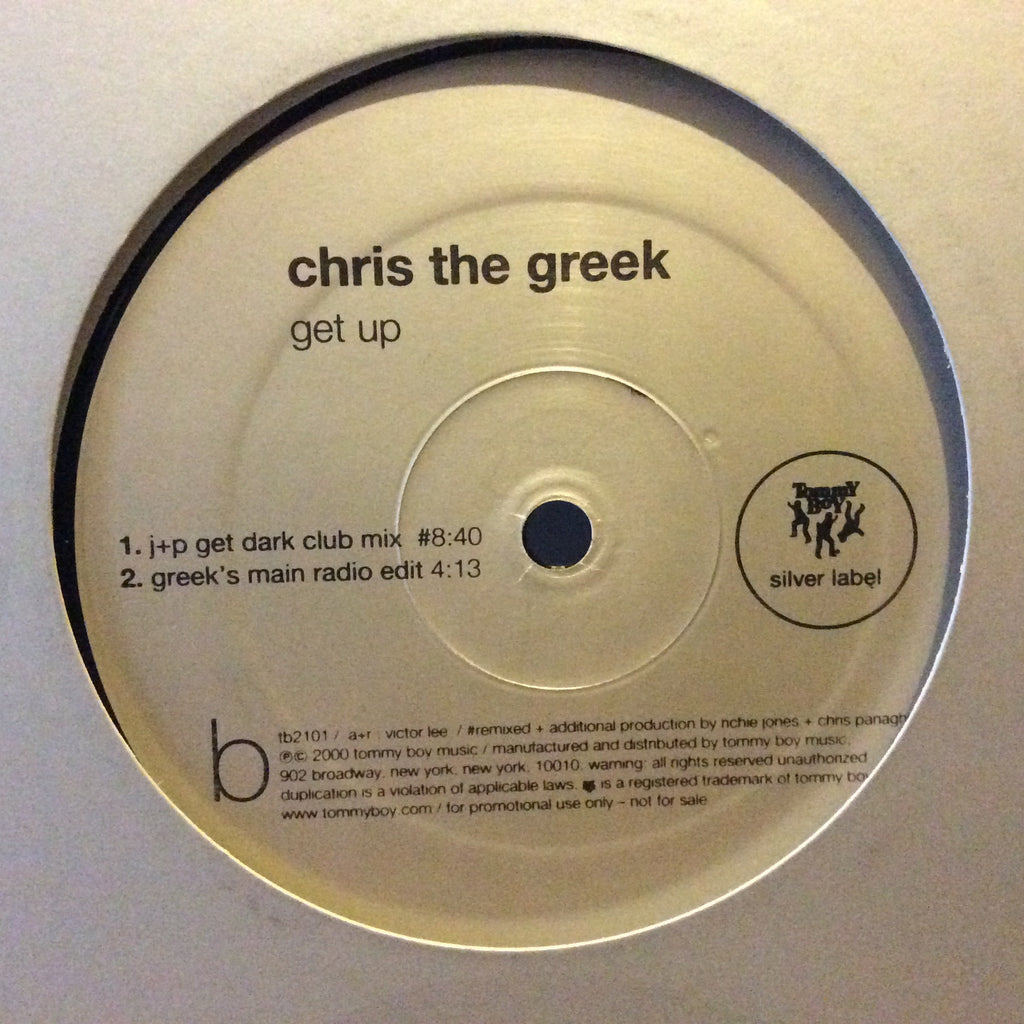 chris the greek
get up
1. j+p get dark club mix #8:40
2. greek's main radio edit 4:13
Tommy
Boy
silver label
b
tb2101 / a+r : victor lee / #remixed + additional production by richie jones + chris panagh
℗© 2000 tommy boy music / manufactured and distributed by tommy boy music,
902 broadway, new york, new york, 10010. warning: all rights reserved unauthorized
duplication is a violation of applicable laws. is a registered trademark of tommy boy
www.tommyboy.com / for promotional use only – not for sale